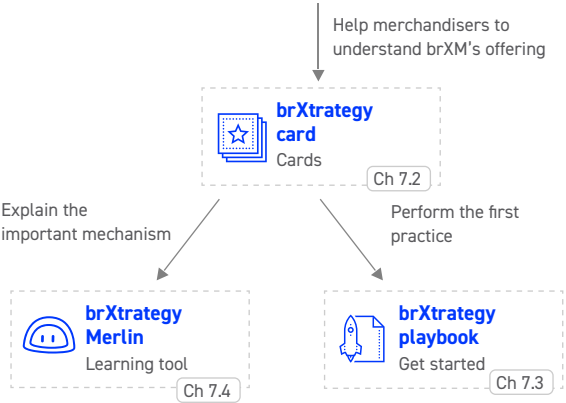 Help merchandisers to
understand brXM's offering
brXtrategy
card
Cards
Ch 7.2
Explain the
important mechanism
Perform the first
practice
brXtrategy
Merlin
Learning tool
Ch 7.4
brXtrategy
playbook
Get started
Ch 7.3